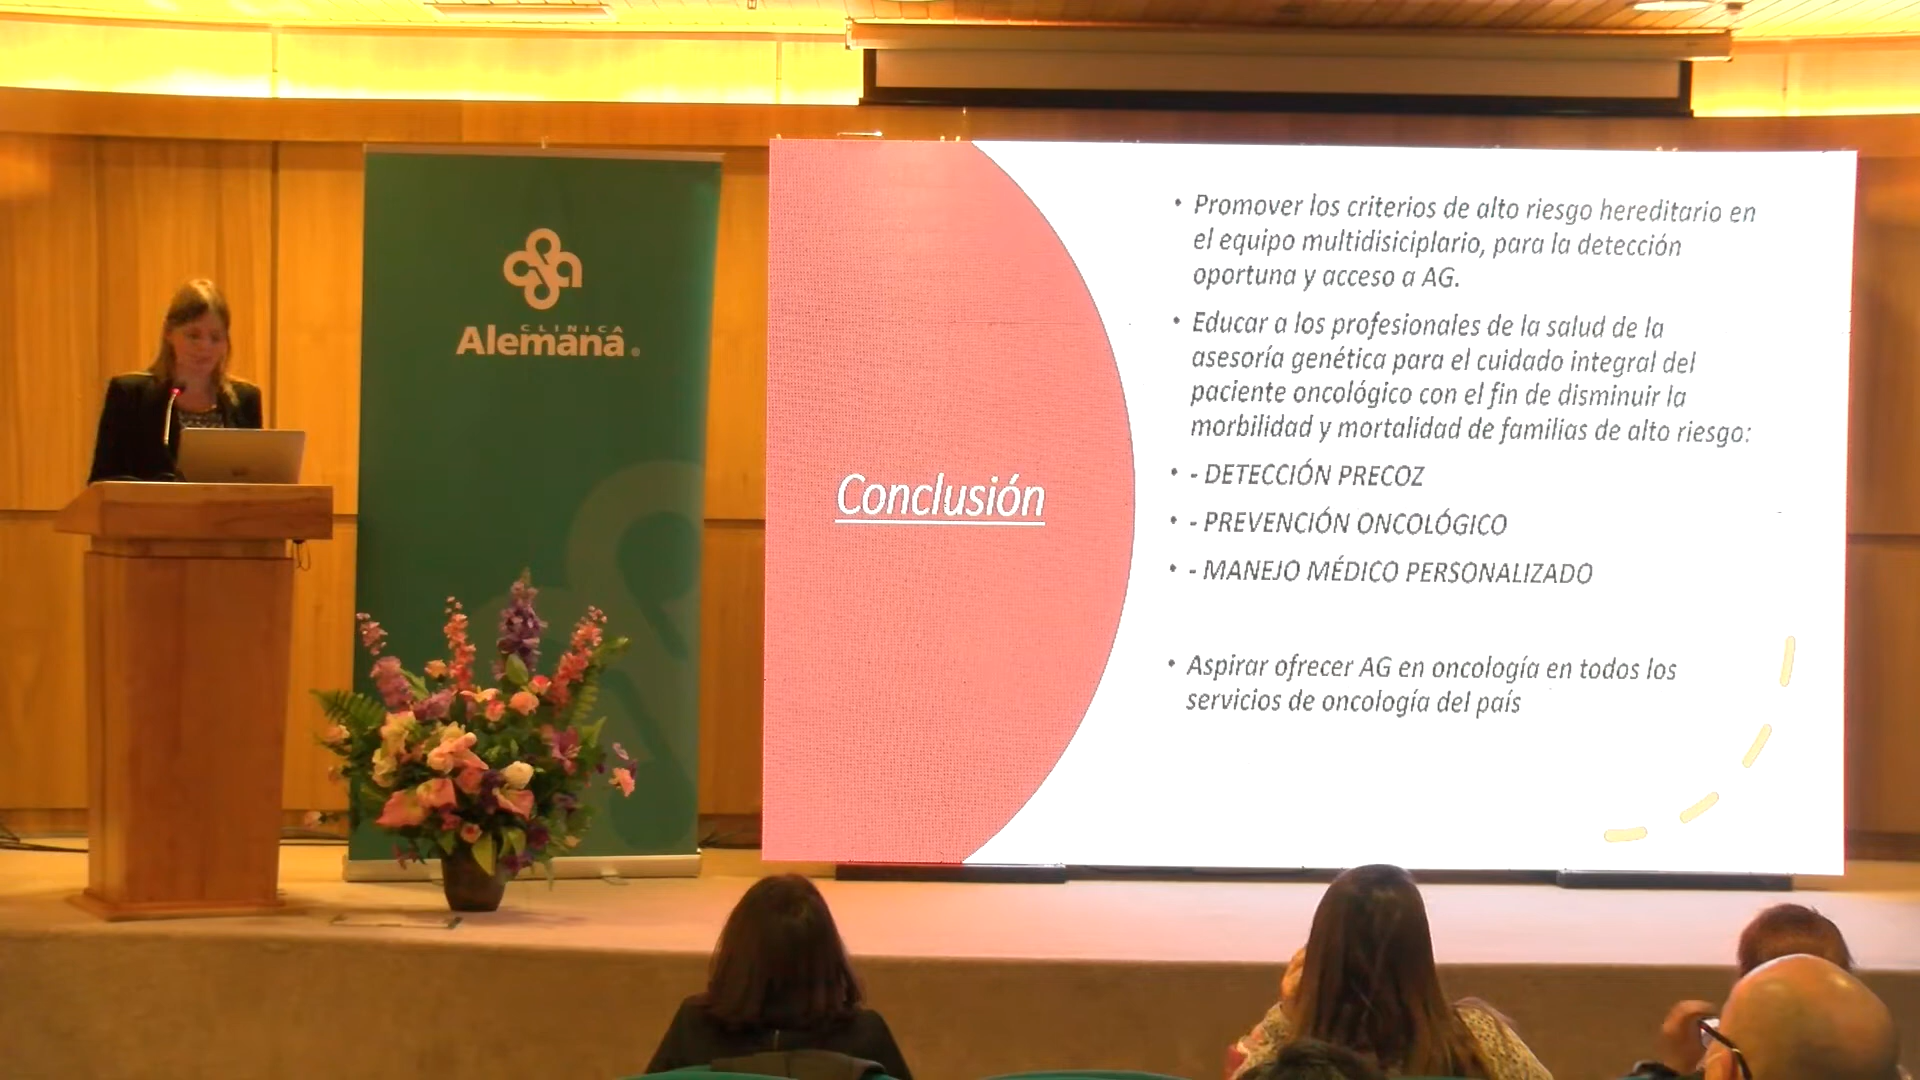 CLINICA
Alemana
Conclusión
• Promover los criterios de alto riesgo hereditario en
el equipo multidisiciplario, para la detección
oportuna y acceso a AG.
• Educar a los profesionales de la salud de la
asesoría genética para el cuidado integral del
paciente oncológico con el fin de disminuir la
morbilidad y mortalidad de familias de alto riesgo:
• - DETECCIÓN PRECOZ
• - PREVENCIÓN ONCOLÓGICO
• - MANEJO MÉDICO PERSONALIZADO
• Aspirar ofrecer AG en oncología en todos los
servicios de oncología del país